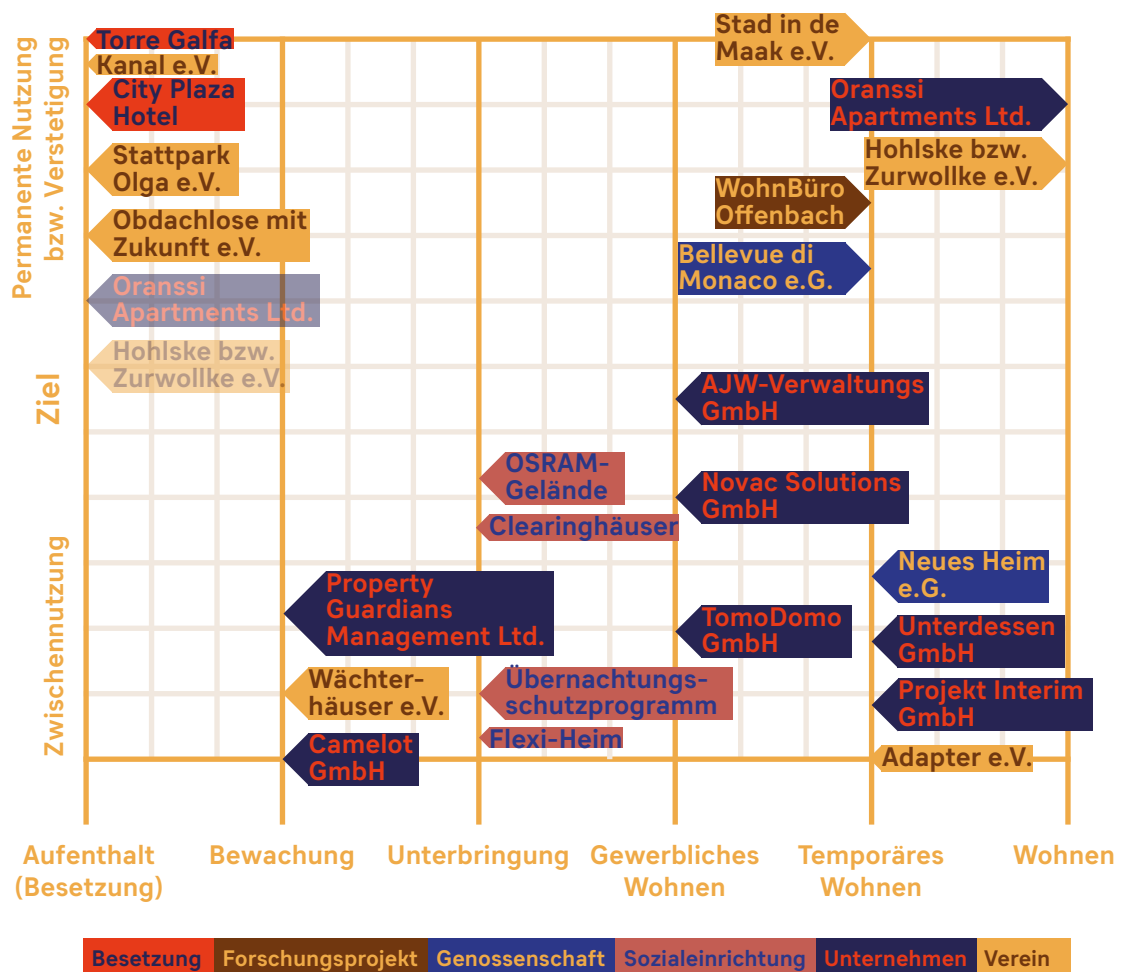 Permanente Nutzung
bzw. Verstetigung
Ziel
Zwischennutzung
Torre Galfa
Kanal e.V.
City Plaza
Hotel
Stattpark
Olga e.V.
Obdachlose mit
Zukunft e.V.
Oranssi
Apartments Ltd.
Hohlske bzw.
Zurwollke e.V.
Stad in de
Maak e.V.
Oranssi
Apartments Ltd.
Hohlske bzw.
Zurwollke e.V.
WohnBüro
Offenbach
Bellevue di
Monaco e.G.
AJW-Verwaltungs
GmbH
OSRAM-
Gelände
Novac Solutions
GmbH
Clearinghäuser
Neues Heim
e.G.
Property
Guardians
Management Ltd.
TomoDomo
GmbH
Unterdessen
GmbH
Wächter-
häuser e.V.
Übernachtungs-
schutzprogramm
Projekt Interim
GmbH
Flexi-Heim
Camelot
GmbH
Adapter e.V.
Aufenthalt
(Besetzung)
Bewachung
Unterbringung
Gewerbliches
Wohnen
Temporäres
Wohnen
Wohnen
Besetzung
Forschungsprojekt
Genossenschaft
Sozialeinrichtung
Unternehmen
Verein